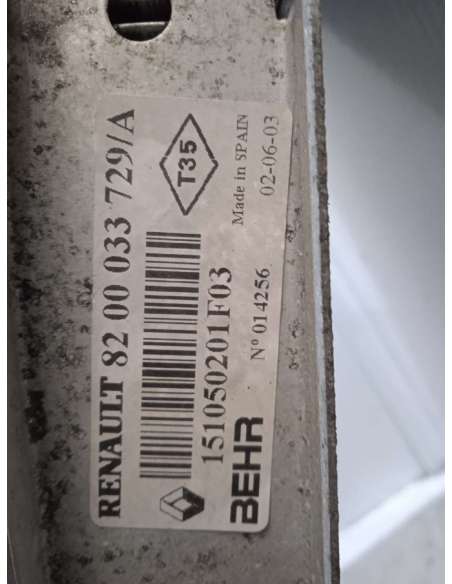 RENAULT 82 00 033 729/A
T35
151050201F03
Made in SPAIN
BEHR
Nº 014256
02-06-03